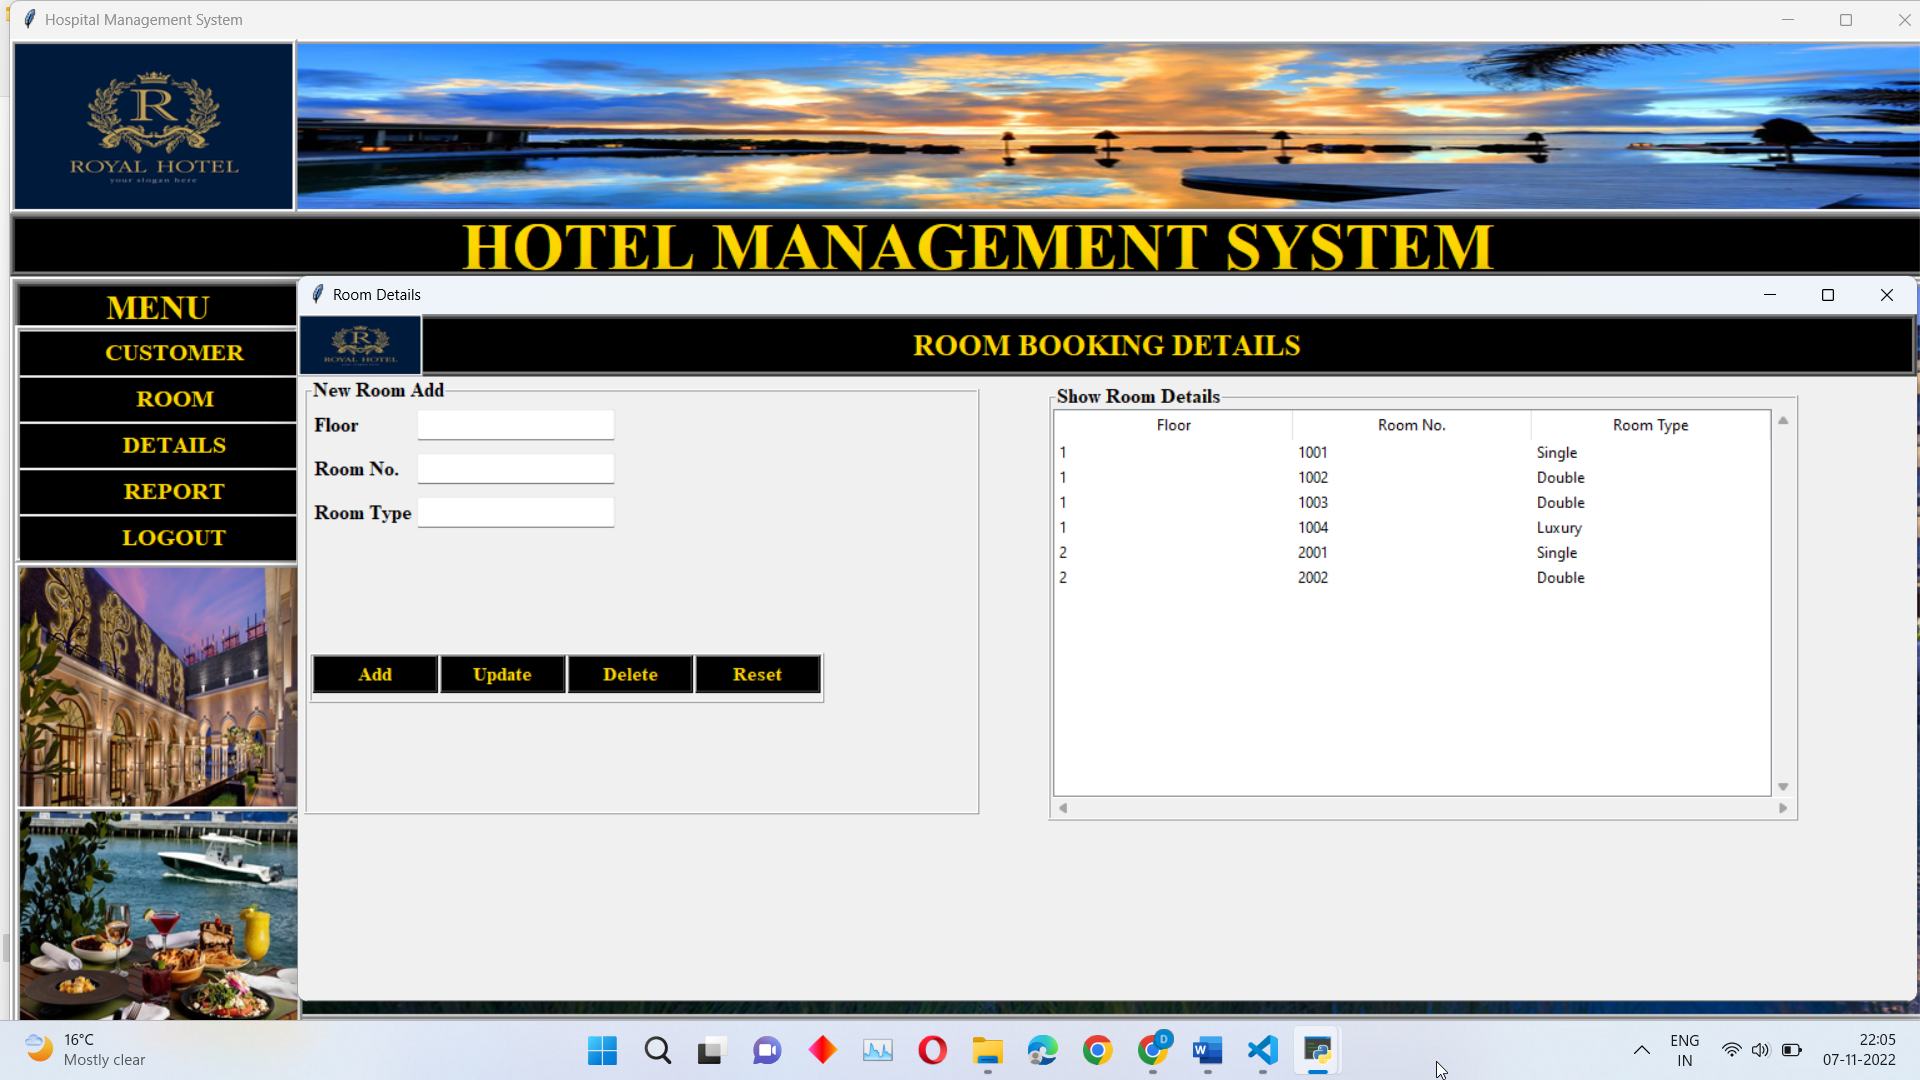 Hospital Management System
R
ROYAL HOTEL
your slogan here
HOTEL MANAGEMENT SYSTEM
MENU
CUSTOMER
ROOM
DETAILS
REPORT
LOGOUT
Room Details
R
ROYAL HOTEL
ROOM BOOKING DETAILS
New Room Add
Floor
Room No.
Room Type
Add Update Delete Reset
Show Room Details
Floor Room No. Room Type
1 1001 Single
1 1002 Double
1 1003 Double
1 1004 Luxury
2 2001 Single
2 2002 Double
16°C
Mostly clear
D
W
ENG
IN
22:05
07-11-2022